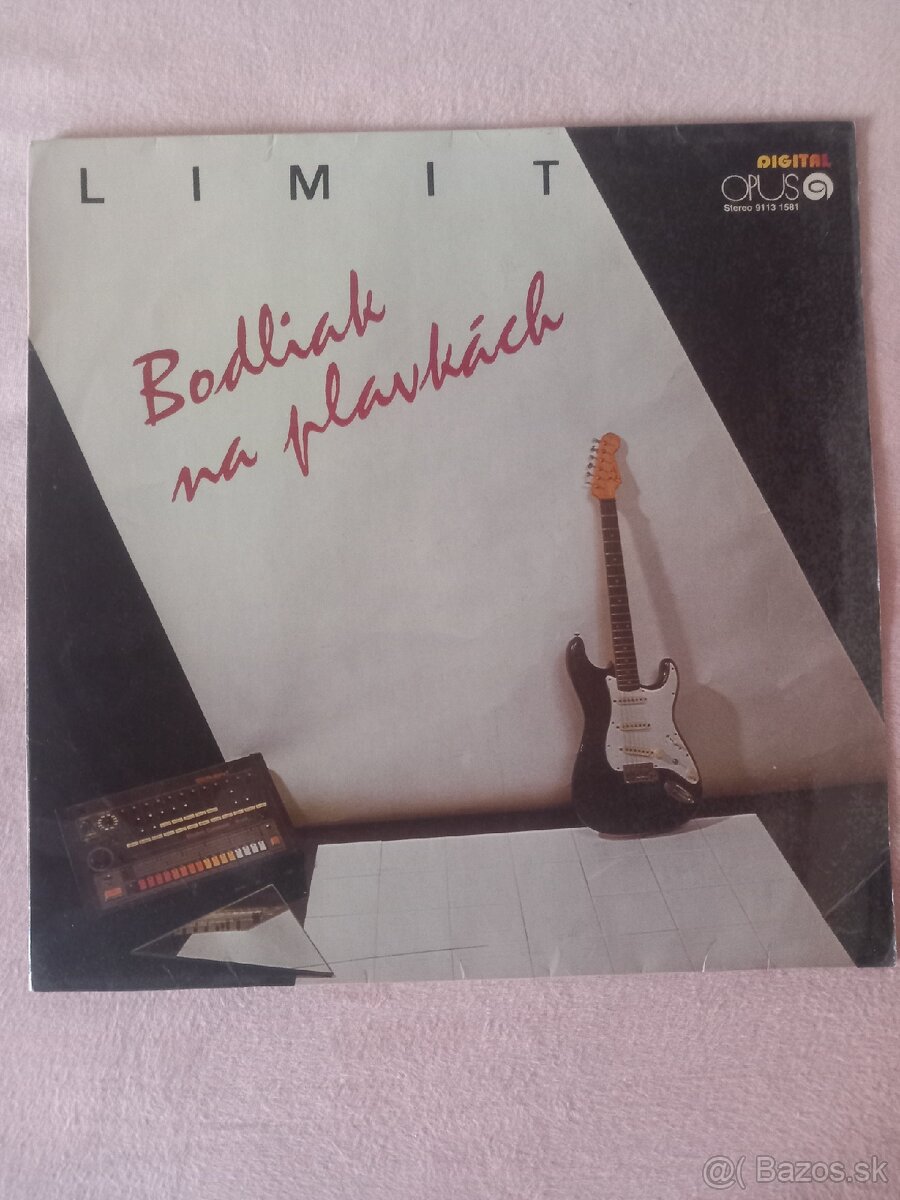 LIMIT
DIGITAL
OPUS
Stereo 9113 1581
Bodliak
na plavkách
@( Bazos.sk